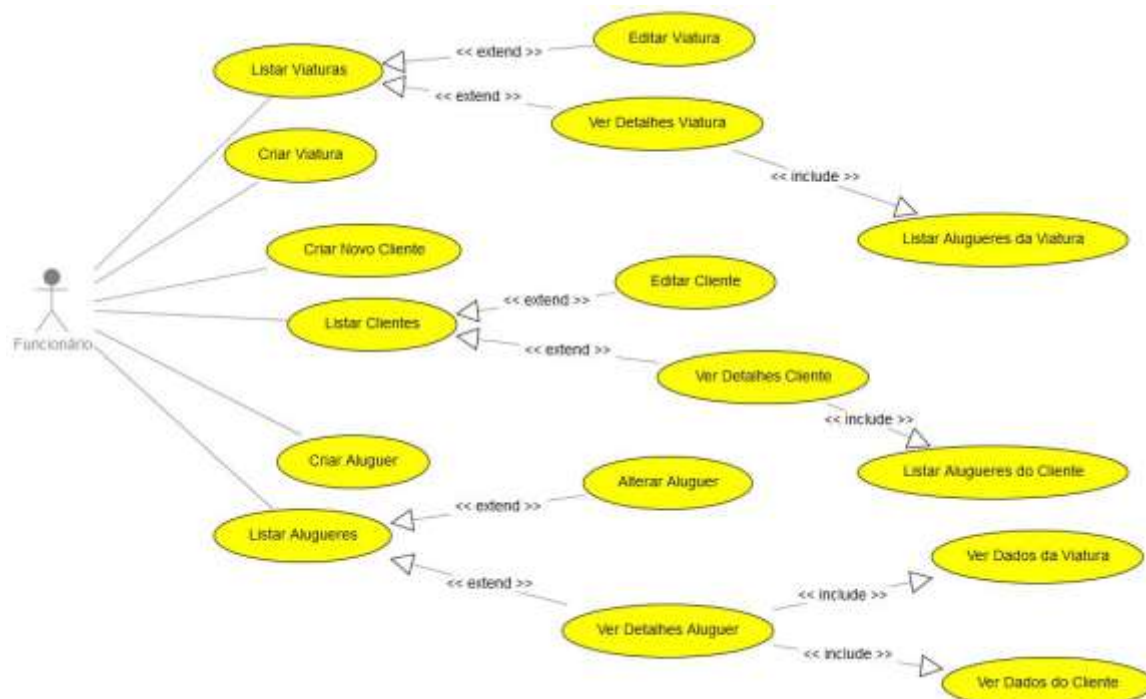 Editar Viatura
<< extend >>
Listar Viaturas
<< extend >>
Ver Detalhes Viatura
Criar Viatura
<< include >>
Listar Alugueres da Viatura
Criar Novo Cliente
Editar Cliente
<< extend >>
Listar Clientes
Funcionário
<< extend >>
Ver Detalhes Cliente
<< include >>
Criar Aluguer
Listar Alugueres do Cliente
Alterar Aluguer
<< extend >>
Listar Alugueres
Ver Dados da Viatura
<< extend >>
<< include >>
Ver Detalhes Aluguer
<< include >>
Ver Dados do Cliente